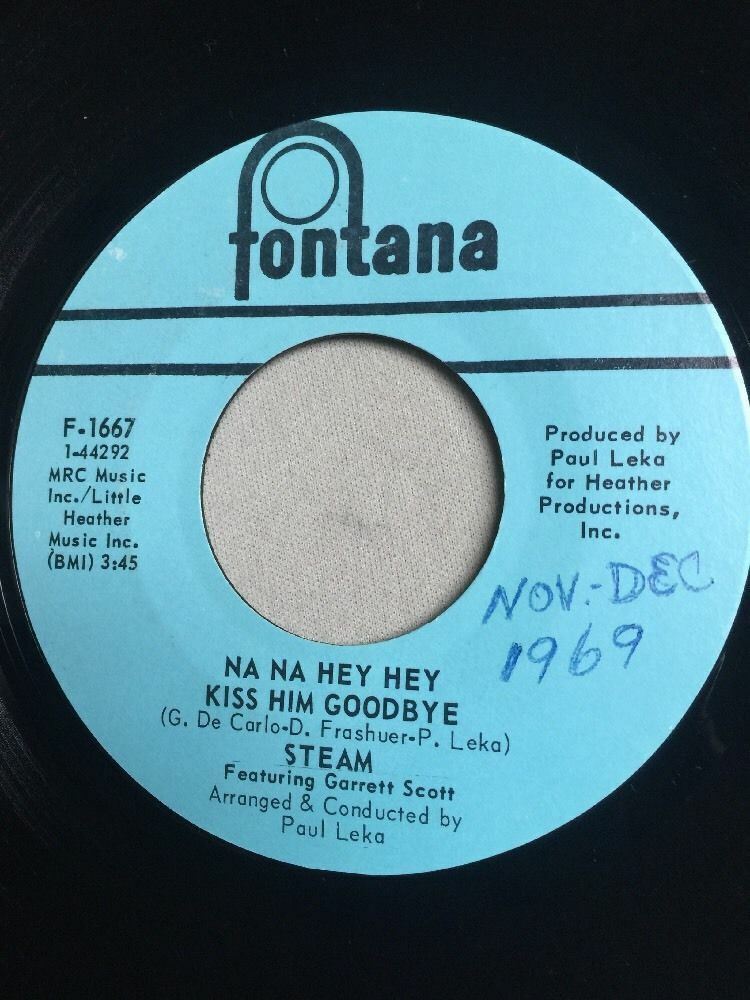 fontana
F-1667
1-44292
MRC Music
Inc./Little
Heather
Music Inc.
(BMI) 3:45
Produced by
Paul Leka
for Heather
Productions,
Inc.
NOV.-DEC
1969
NA NA HEY HEY
KISS HIM GOODBYE
(G. De Carlo-D. Frashuer-P. Leka)
STEAM
Featuring Garrett Scott
Arranged & Conducted by
Paul Leka